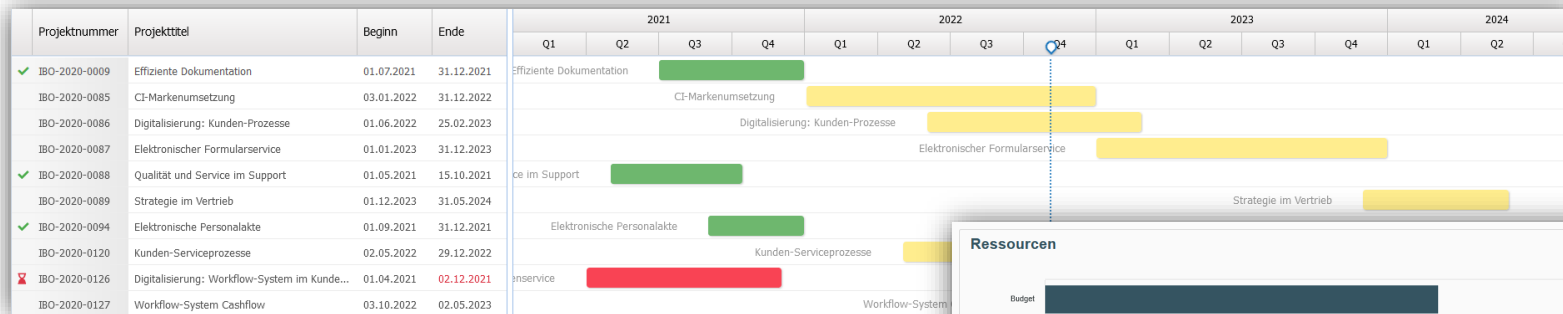 2021 2022 2023 2024
Projektnummer Projekttitel Beginn Ende
Q1 Q2 Q3 Q4 Q1 Q2 Q3 Q4 Q1 Q2 Q3 Q4 Q1 Q2
IBO-2020-0009 Effiziente Dokumentation 01.07.2021 31.12.2021 Effiziente Dokumentation
IBO-2020-0085 CI-Markenumsetzung 03.01.2022 31.12.2022 CI-Markenumsetzung
IBO-2020-0086 Digitalisierung: Kunden-Prozesse 01.06.2022 25.02.2023 Digitalisierung: Kunden-Prozesse
IBO-2020-0087 Elektronischer Formularservice 01.01.2023 31.12.2023 Elektronischer Formularservice
IBO-2020-0088 Qualität und Service im Support 01.05.2021 15.10.2021 ce im Support
IBO-2020-0089 Strategie im Vertrieb 01.12.2023 31.05.2024 Strategie im Vertrieb
IBO-2020-0094 Elektronische Personalakte 01.09.2021 31.12.2021 Elektronische Personalakte
IBO-2020-0120 Kunden-Serviceprozesse 02.05.2022 29.12.2022 Kunden-Serviceprozesse
IBO-2020-0126 Digitalisierung: Workflow-System im Kunde... 01.04.2021 02.12.2021 enservice
IBO-2020-0127 Workflow-System Cashflow 03.10.2022 02.05.2023 Workflow-System
Ressourcen
Budget